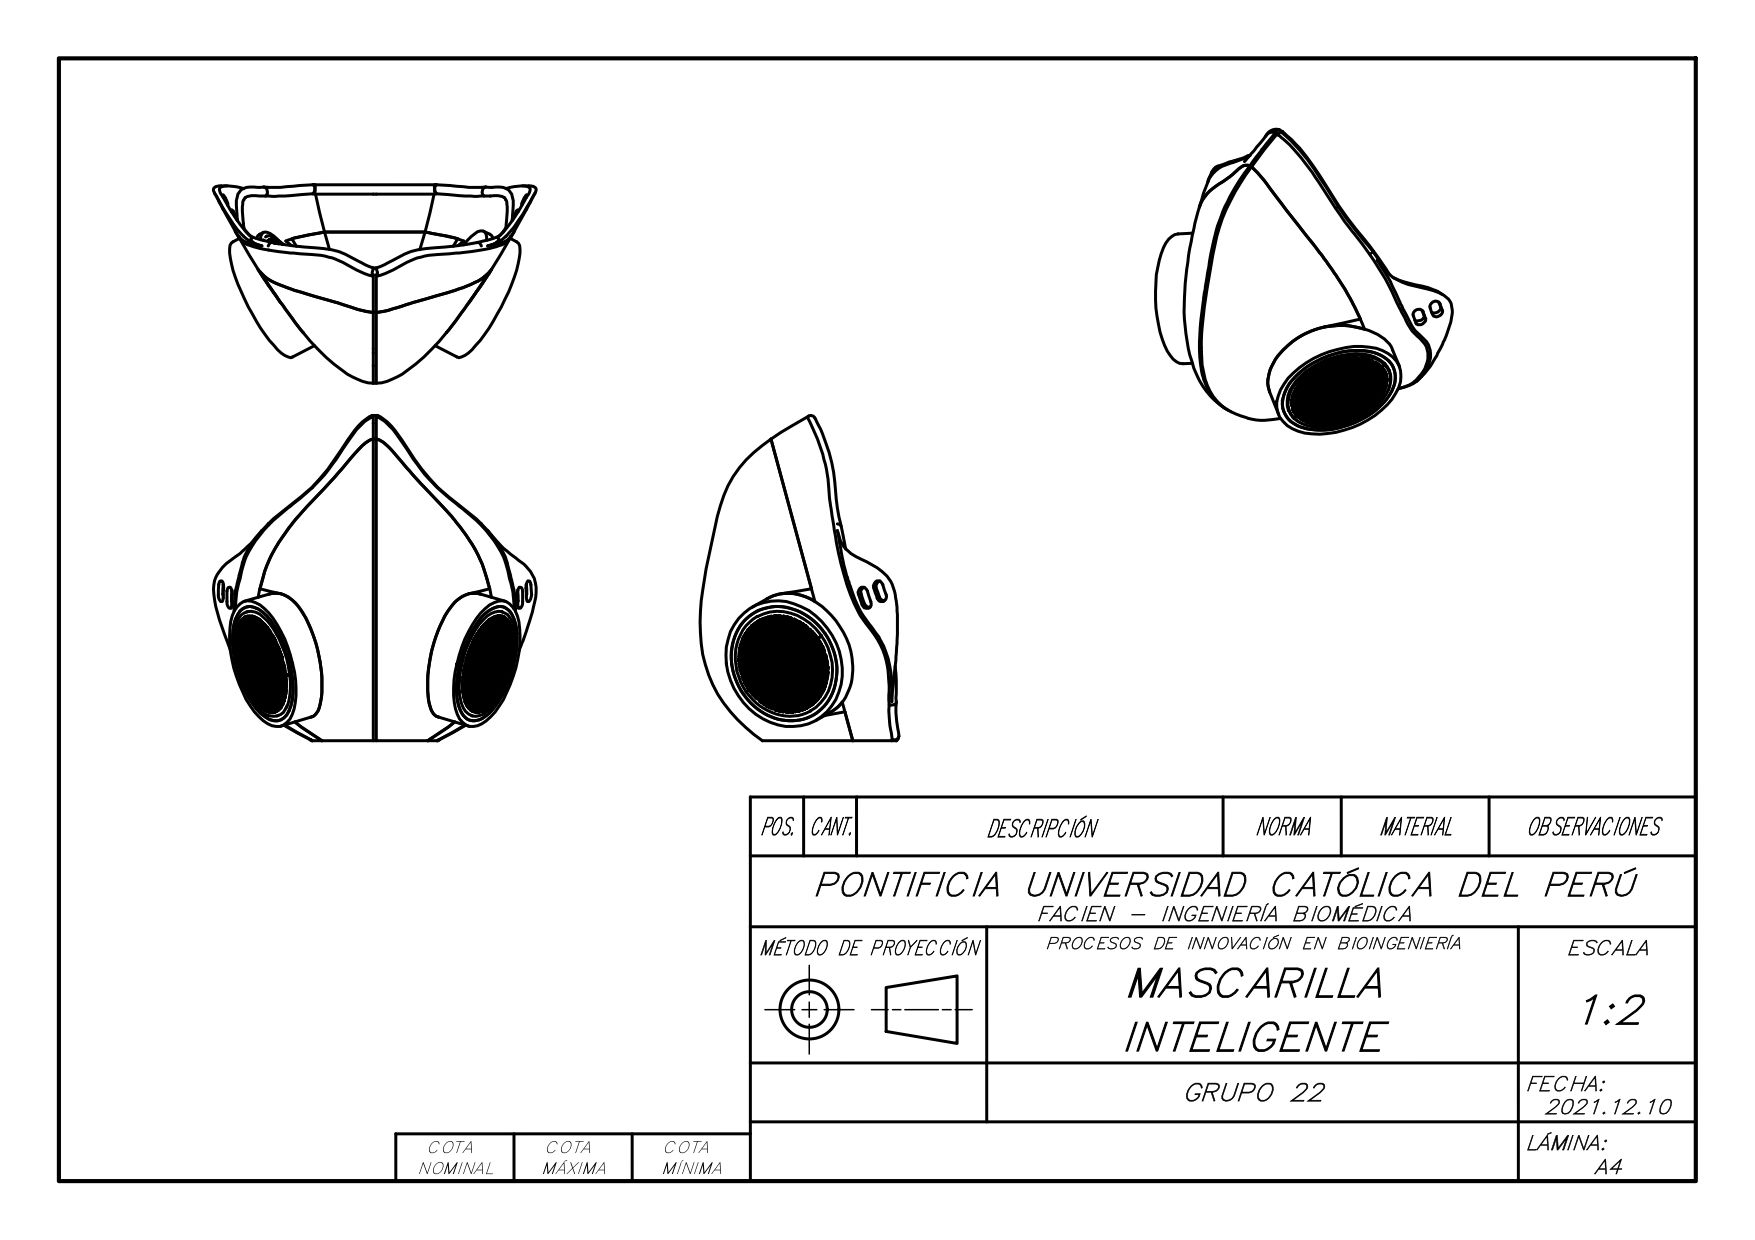 POS. CANT. DESCRIPCIÓN NORMA MATERIAL OBSERVACIONES
PONTIFICIA UNIVERSIDAD CATÓLICA DEL PERÚ
FACIEN - INGENIERÍA BIOMÉDICA
MÉTODO DE PROYECCIÓN
PROCESOS DE INNOVACIÓN EN BIOINGENIERÍA
MASCARILLA
INTELIGENTE
ESCALA
1:2
GRUPO 22
FECHA:
2021.12.10
LÁMINA:
A4
COTA
NOMINAL
COTA
MÁXIMA
COTA
MÍNIMA